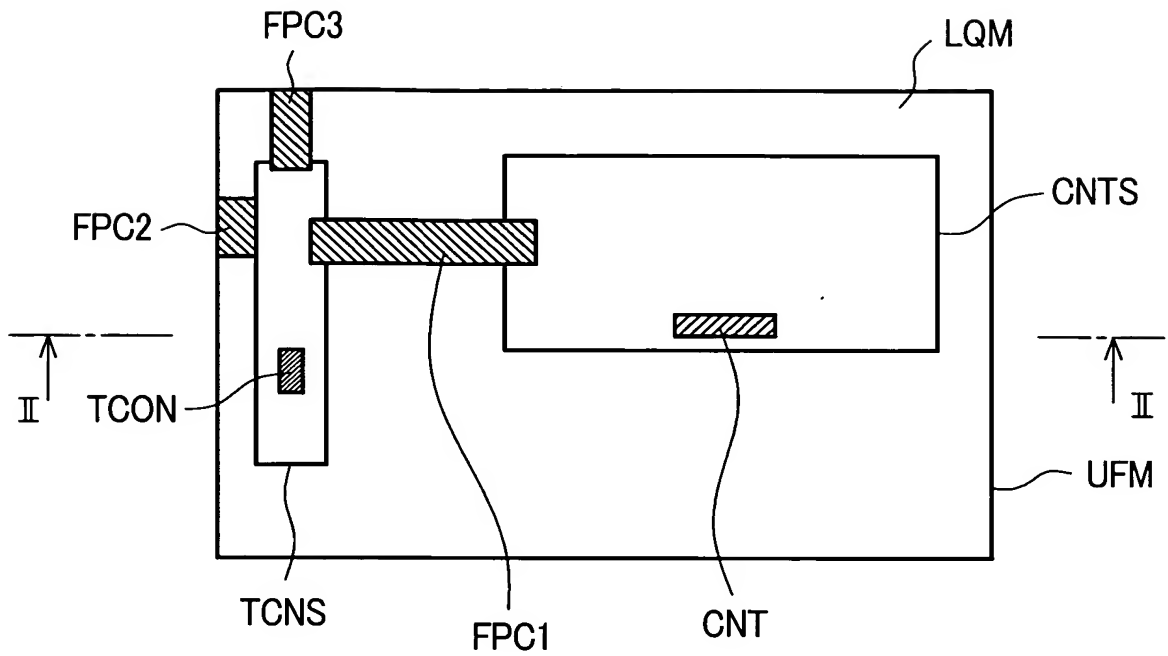 FPC3
LQM
CNTS
FPC2
II
TCON
II
UFM
TCNS
FPC1
CNT